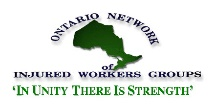 ONTARIO NETWORK
of
INJURED WORKERS GROUPS
'IN UNITY THERE IS STRENGTH'